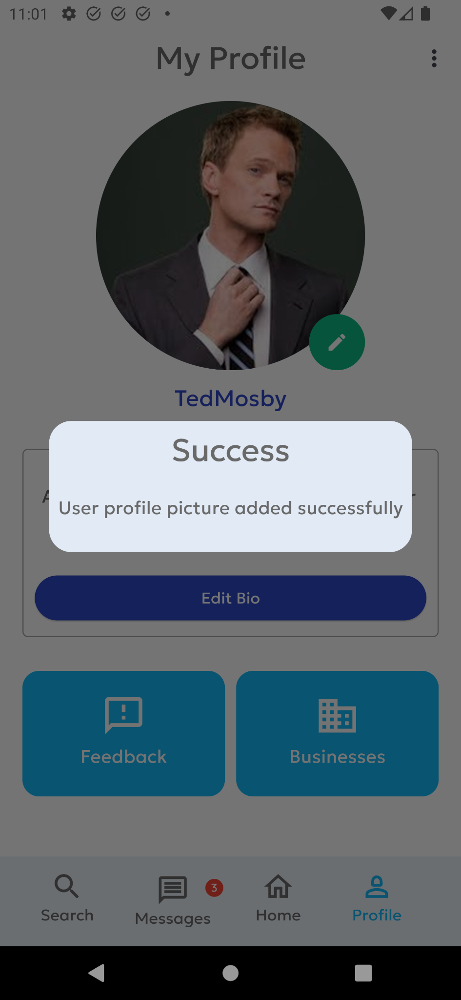 11:01
My Profile
TedMosby
Success
User profile picture added successfully
Edit Bio
Feedback
Businesses
3
Search
Messages
Home
Profile